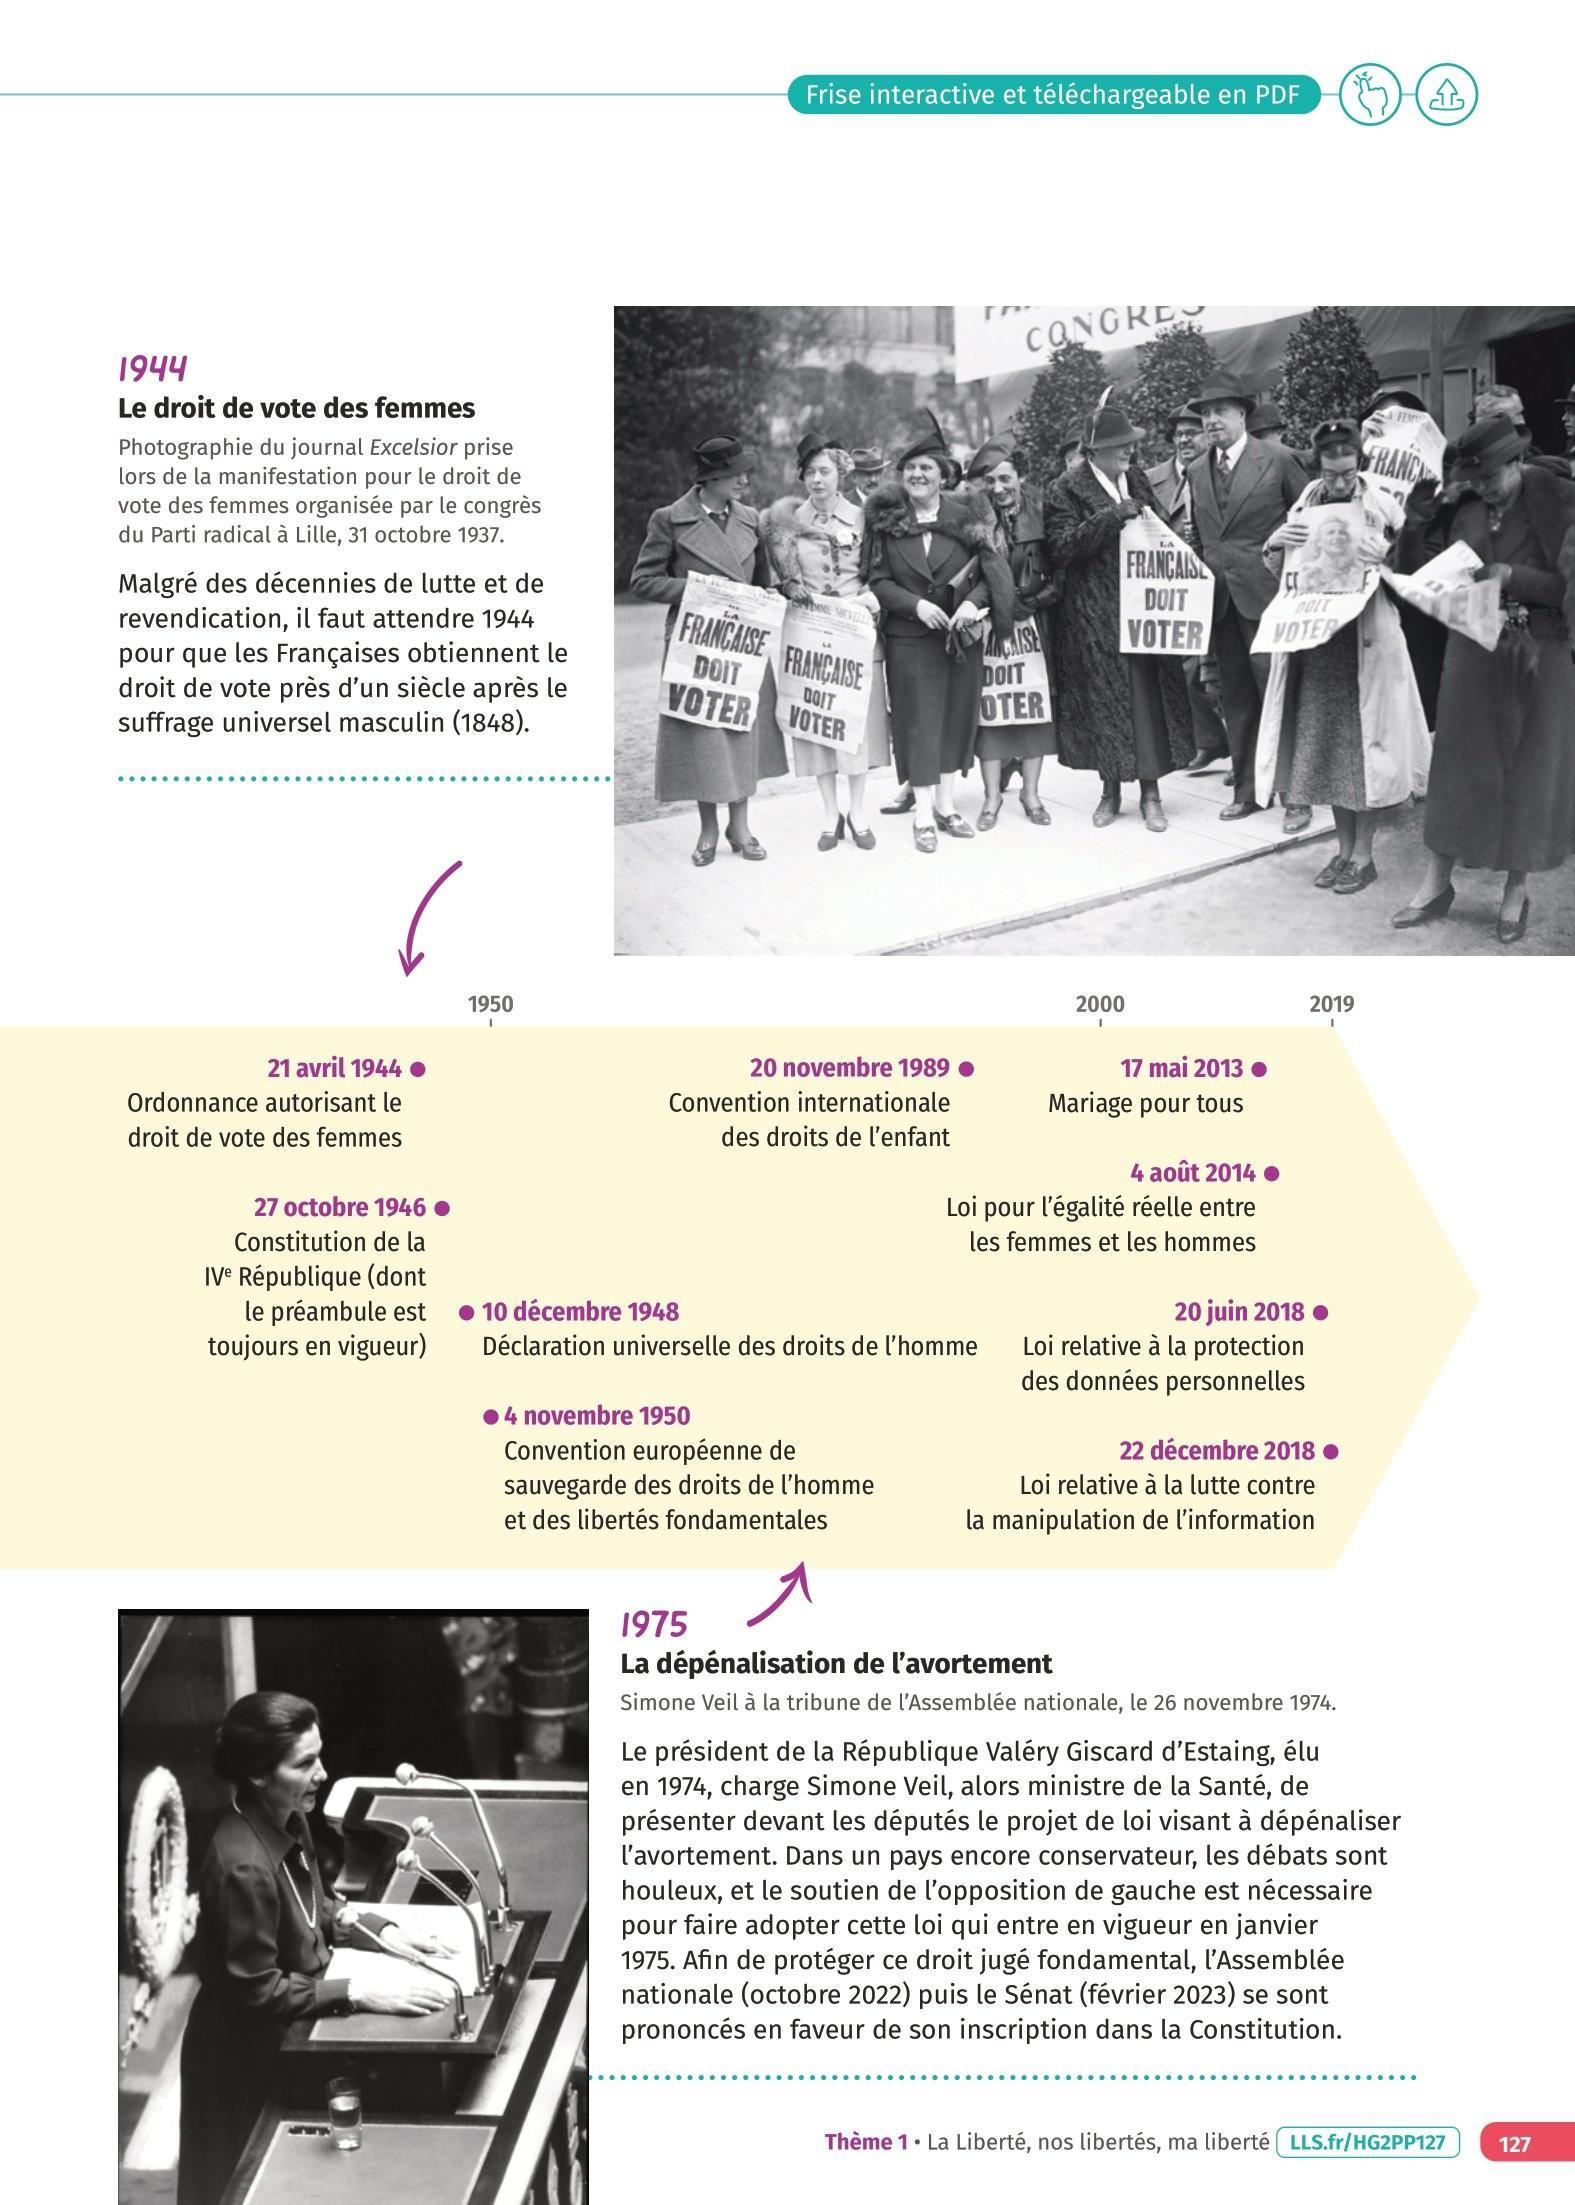 Frise interactive et téléchargeable en PDF
1944
Le droit de vote des femmes
Photographie du journal Excelsior prise
lors de la manifestation pour le droit de
vote des femmes organisée par le congrès
du Parti radical à Lille, 31 octobre 1937.
Malgré des décennies de lutte et de
revendication, il faut attendre 1944
pour que les Françaises obtiennent le
droit de vote près d’un siècle après le
suffrage universel masculin (1848).
CONGRES
LA FEMME NOUVELLE
LA
FRANÇAISE
DOIT
VOTER
LA FEMME NOUVELLE
LA
FRANÇAISE
DOIT
VOTER
DOIT
LA
FRANÇAISE
DOIT
VOTER
DOIT
VOTER
1950
2000
2019
21 avril 1944
Ordonnance autorisant le
droit de vote des femmes
27 octobre 1946
Constitution de la
IVe République (dont
le préambule est
toujours en vigueur)
10 décembre 1948
Déclaration universelle des droits de l’homme
4 novembre 1950
Convention européenne de
sauvegarde des droits de l’homme
et des libertés fondamentales
20 novembre 1989
Convention internationale
des droits de l’enfant
17 mai 2013
Mariage pour tous
4 août 2014
Loi pour l’égalité réelle entre
les femmes et les hommes
20 juin 2018
Loi relative à la protection
des données personnelles
22 décembre 2018
Loi relative à la lutte contre
la manipulation de l’information
1975
La dépénalisation de l’avortement
Simone Veil à la tribune de l’Assemblée nationale, le 26 novembre 1974.
Le président de la République Valéry Giscard d’Estaing, élu
en 1974, charge Simone Veil, alors ministre de la Santé, de
présenter devant les députés le projet de loi visant à dépénaliser
l’avortement. Dans un pays encore conservateur, les débats sont
houleux, et le soutien de l’opposition de gauche est nécessaire
pour faire adopter cette loi qui entre en vigueur en janvier
1975. Afin de protéger ce droit jugé fondamental, l’Assemblée
nationale (octobre 2022) puis le Sénat (février 2023) se sont
prononcés en faveur de son inscription dans la Constitution.
Thème 1 • La Liberté, nos libertés, ma liberté LLS.fr/HG2PP127 127